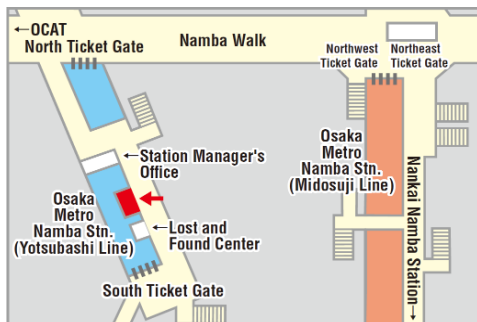 ←OCAT
North Ticket Gate
Namba Walk
Northwest
Ticket Gate
Northeast
Ticket Gate
←Station Manager's
Office
Osaka
Metro
Namba Stn.
(Midosuji Line)
Osaka
Metro
Namba Stn.
(Yotsubashi Line)
←Lost and
Found Center
South Ticket Gate
Nankai Namba Station→